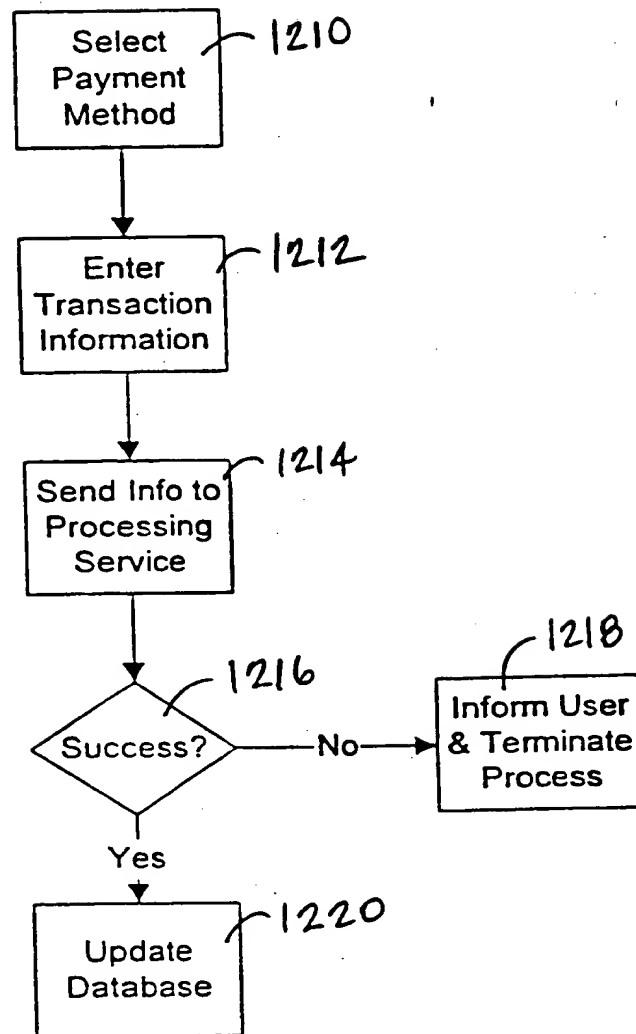 Select
Payment
Method
1210
Enter
Transaction
Information
1212
Send Info to
Processing
Service
1214
Success?
1216
No
Inform User
& Terminate
Process
1218
Yes
Update
Database
1220